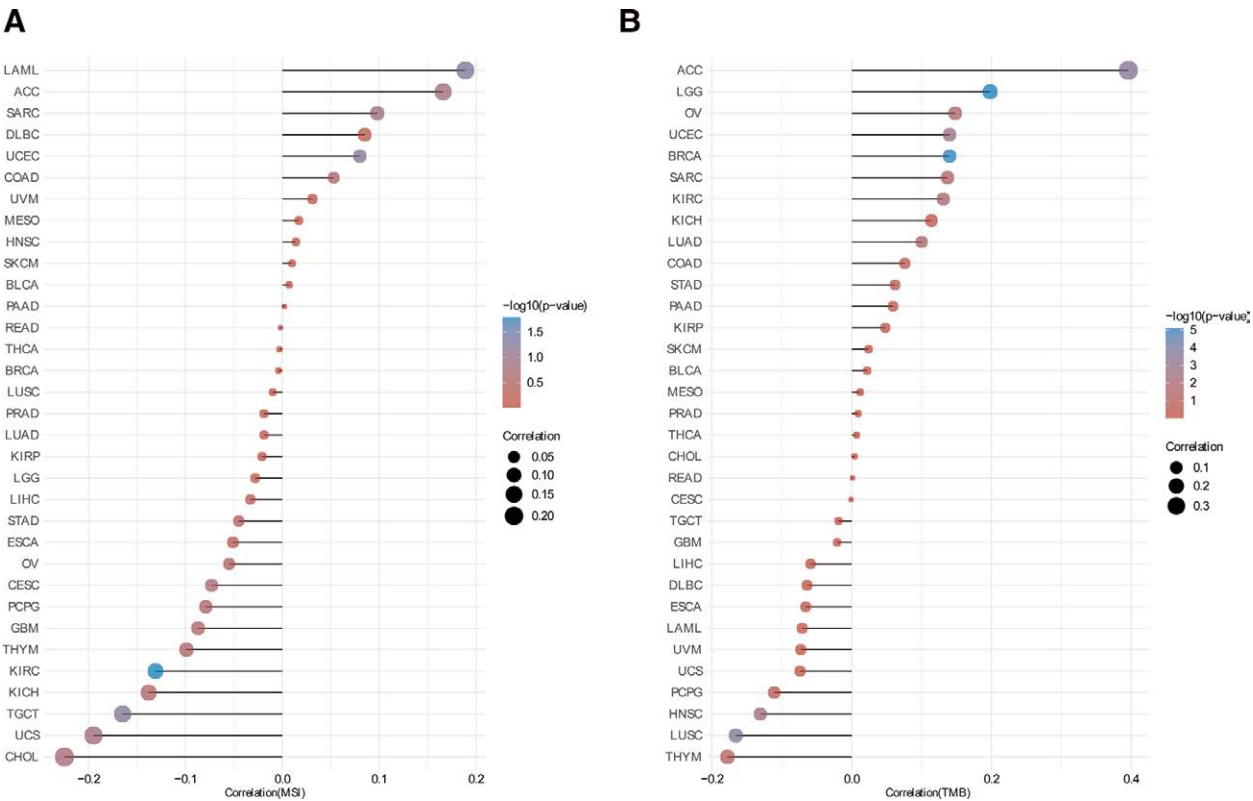 A
LAML
ACC
SARC
DLBC
UCEC
COAD
UVM
MESO
HNSC
SKCM
BLCA
PAAD
READ
THCA
BRCA
LUSC
PRAD
LUAD
KIRP
LGG
LIHC
STAD
ESCA
OV
CESC
PCPG
GBM
THYM
KIRC
KICH
TGCT
UCS
CHOL
−0.2 −0.1 0.0 0.1 0.2
Correlation(MSI)
−log10(p−value)
1.5
1.0
0.5
Correlation
0.05
0.10
0.15
0.20
B
ACC
LGG
OV
UCEC
BRCA
SARC
KIRC
KICH
LUAD
COAD
STAD
PAAD
KIRP
SKCM
BLCA
MESO
PRAD
THCA
CHOL
READ
CESC
TGCT
GBM
LIHC
DLBC
ESCA
LAML
UVM
UCS
PCPG
HNSC
LUSC
THYM
−0.2 0.0 0.2 0.4
Correlation(TMB)
−log10(p−value)
5
4
3
2
1
Correlation
0.1
0.2
0.3